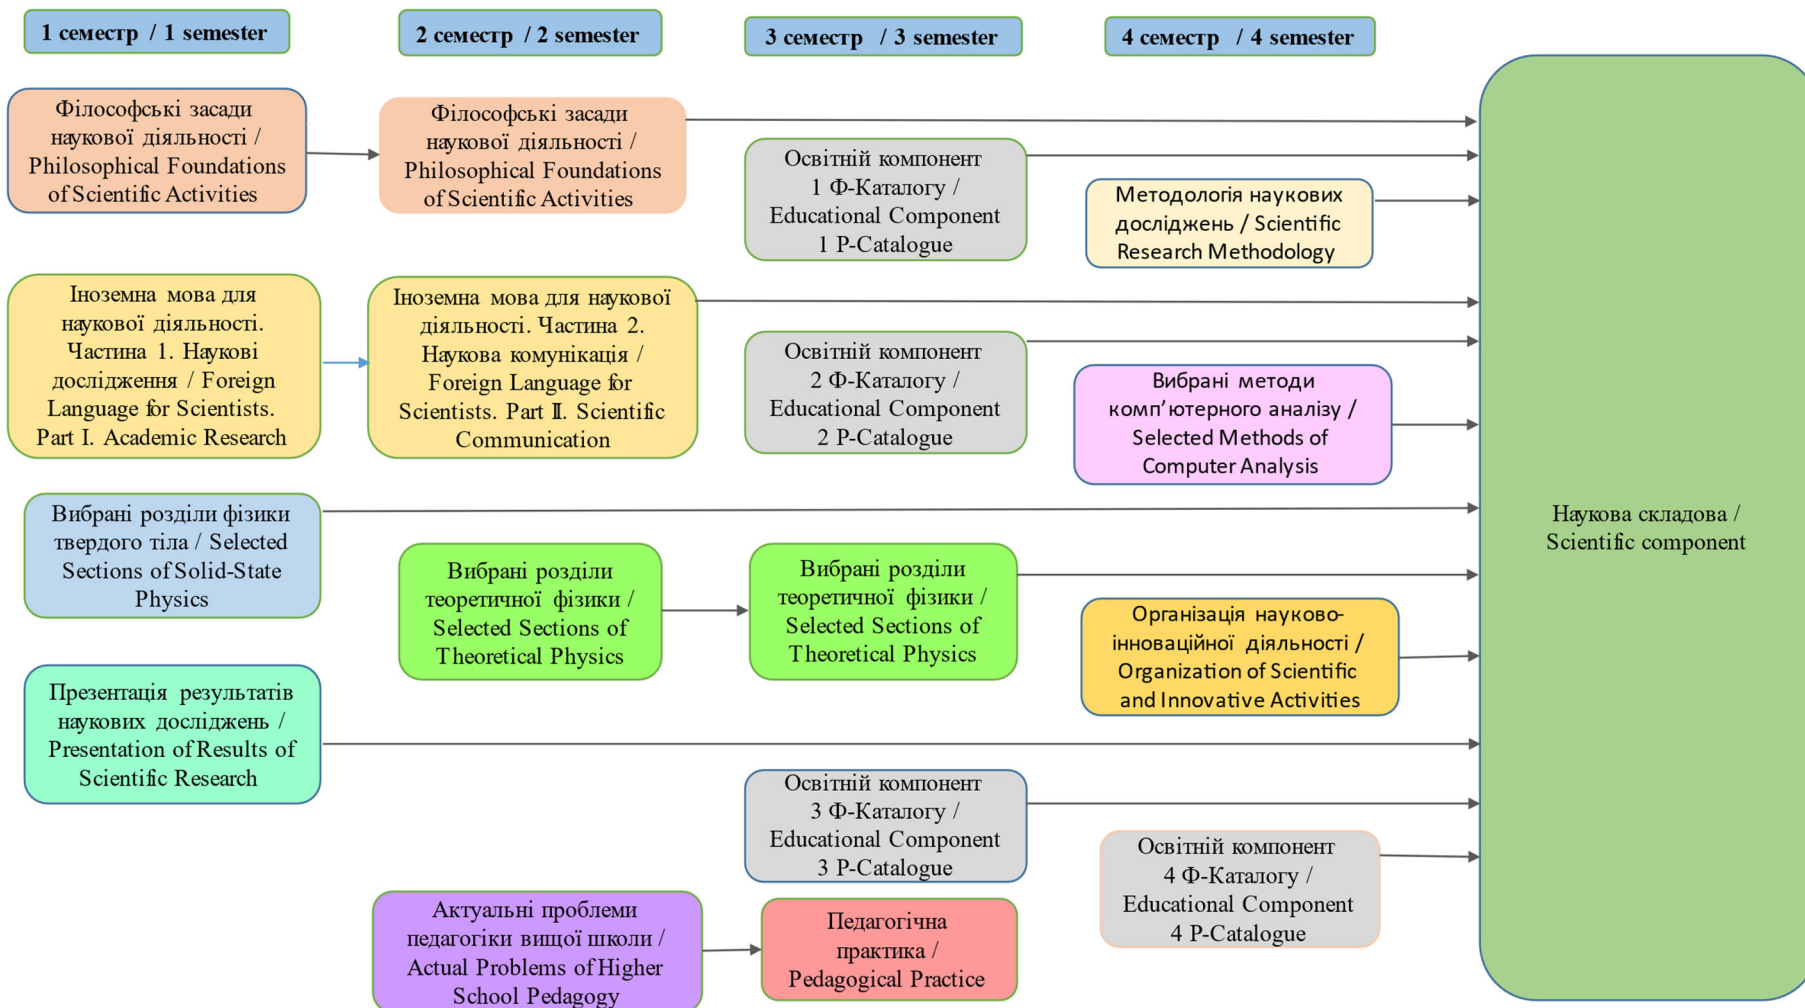 1 семестр / 1 semester
2 семестр / 2 semester
3 семестр / 3 semester
4 семестр / 4 semester
Філософські засади
наукової діяльності /
Philosophical Foundations
of Scientific Activities
Філософські засади
наукової діяльності /
Philosophical Foundations
of Scientific Activities
Освітній компонент
1 Ф-Каталогу /
Educational Component
1 P-Catalogue
Методологія наукових
досліджень / Scientific
Research Methodology
Іноземна мова для
наукової діяльності.
Частина 1. Наукові
дослідження / Foreign
Language for Scientists.
Part I. Academic Research
Іноземна мова для наукової
діяльності. Частина 2.
Наукова комунікація /
Foreign Language for
Scientists. Part II. Scientific
Communication
Освітній компонент
2 Ф-Каталогу /
Educational Component
2 P-Catalogue
Вибрані методи
комп’ютерного аналізу /
Selected Methods of
Computer Analysis
Вибрані розділи фізики
твердого тіла / Selected
Sections of Solid-State
Physics
Вибрані розділи
теоретичної фізики /
Selected Sections of
Theoretical Physics
Вибрані розділи
теоретичної фізики /
Selected Sections of
Theoretical Physics
Організація науково-
інноваційної діяльності /
Organization of Scientific
and Innovative Activities
Наукова складова /
Scientific component
Презентація результатів
наукових досліджень /
Presentation of Results of
Scientific Research
Освітній компонент
3 Ф-Каталогу /
Educational Component
3 P-Catalogue
Освітній компонент
4 Ф-Каталогу /
Educational Component
4 P-Catalogue
Актуальні проблеми
педагогіки вищої школи /
Actual Problems of Higher
School Pedagogy
Педагогічна
практика /
Pedagogical Practice